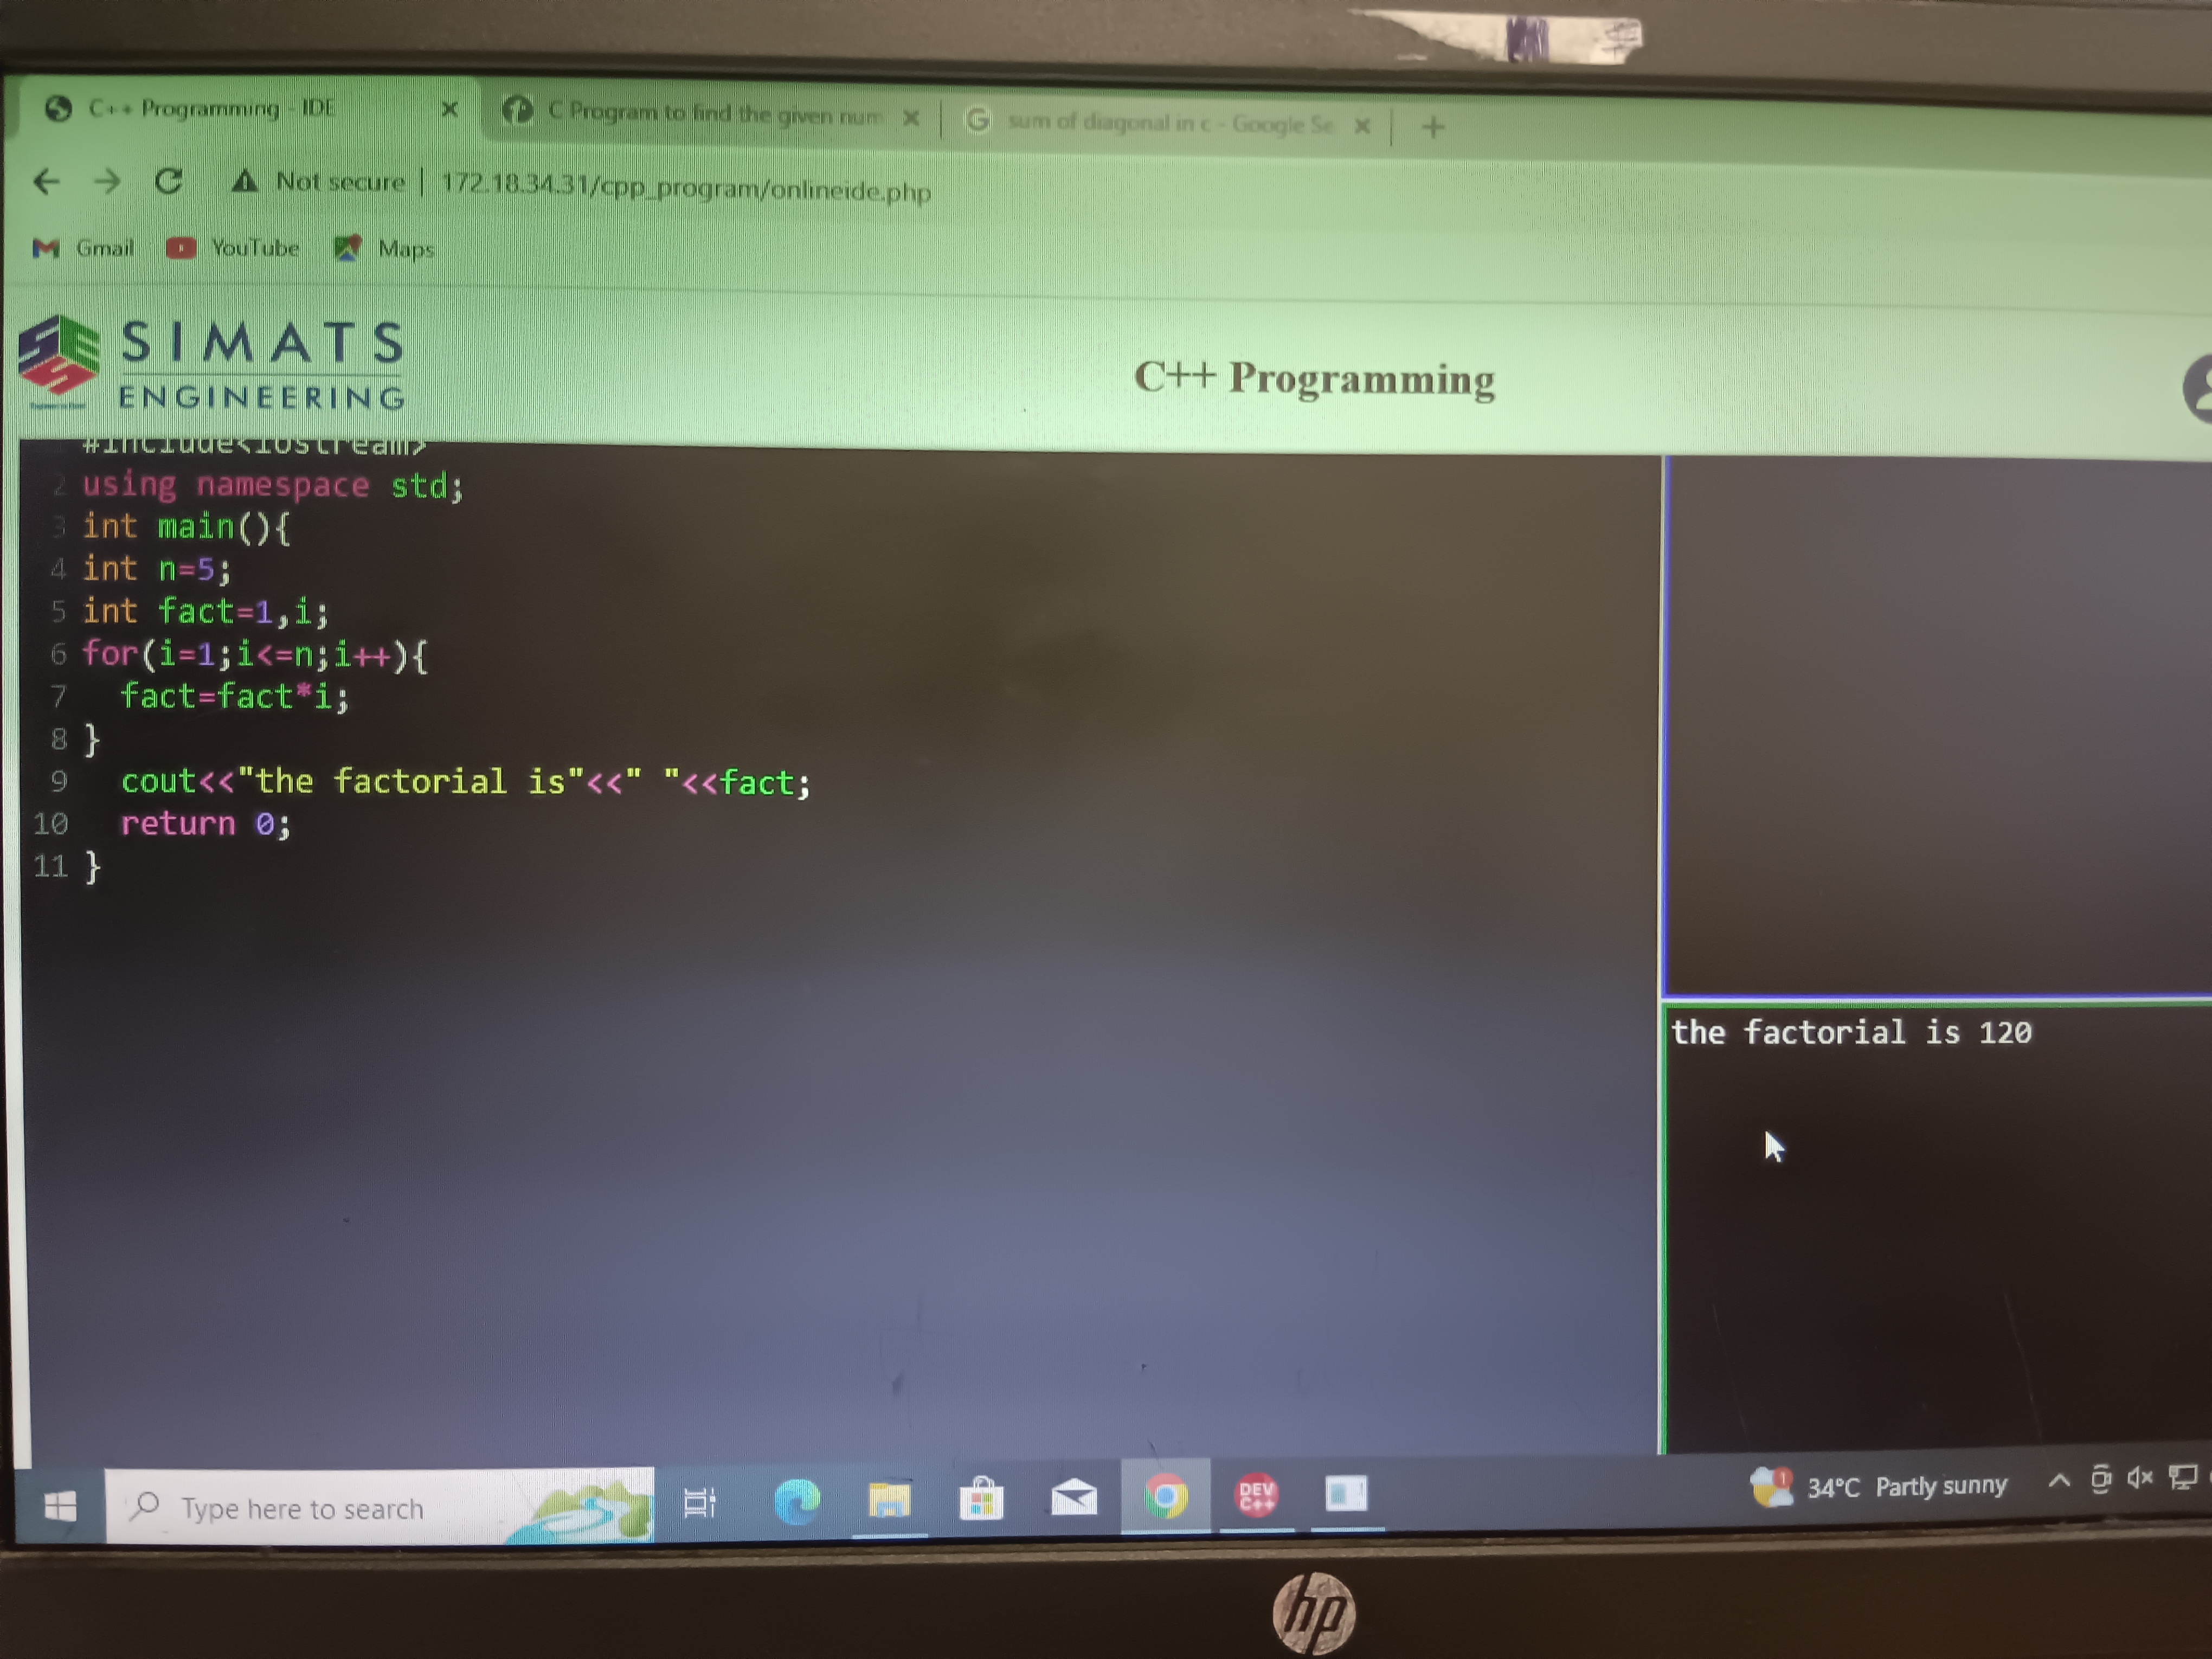 C++ Programming - IDE
C Program to find the given num
sum of diagonal in c - Google Se
Not secure | 172.18.34.31/cpp_program/onlineide.php
Gmail YouTube Maps
SIMATS
ENGINEERING
C++ Programming
#include<iostream>
2 using namespace std;
3 int main(){
4 int n=5;
5 int fact=1,i;
6 for(i=1;i<=n;i++){
7 fact=fact*i;
8 }
9 cout<<"the factorial is"<<" "<<fact;
10 return 0;
11 }
the factorial is 120
Type here to search
DEV
C++
1
34°C Partly sunny
hp